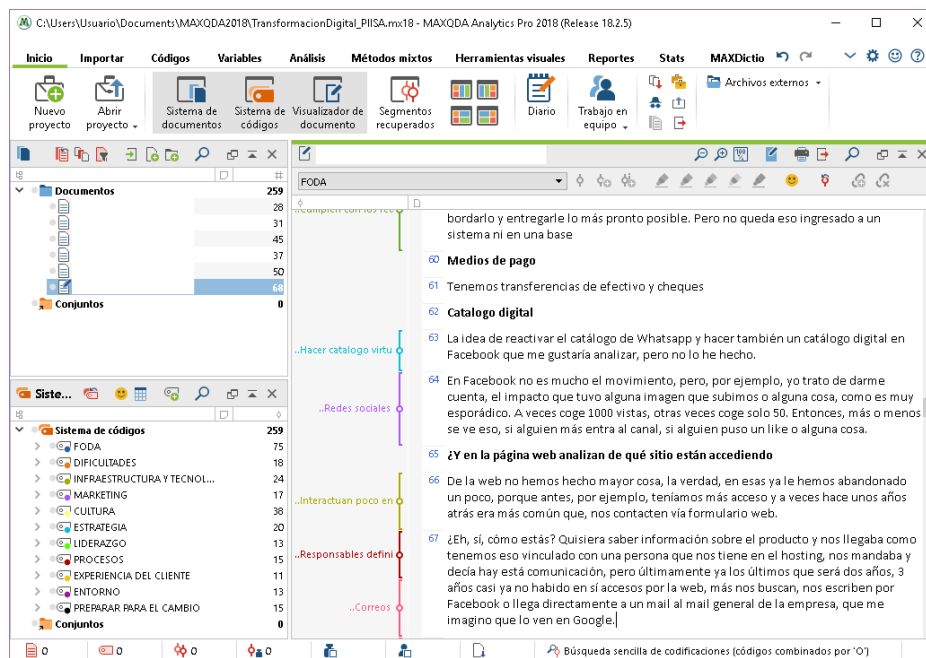 C:\Users\Usuario\Documents\MAXQDA2018\TransformacionDigital_PIISA.mx18 - MAXQDA Analytics Pro 2018 (Release 18.2.5)
Inicio Importar Códigos Variables Análisis Métodos mixtos Herramientas visuales Reportes Stats MAXDictio
Nuevo proyecto
Abrir proyecto
Sistema de documentos
Sistema de códigos
Visualizador de documento
Segmentos recuperados
Diario
Trabajo en equipo
Archivos externos
Documentos 259
28
31
45
37
50
68
Conjuntos 0
Siste...
Sistema de códigos 259
FODA 75
DIFICULTADES 18
INFRAESTRUCTURA Y TECNOL... 24
MARKETING 17
CULTURA 38
ESTRATEGIA 20
LIDERAZGO 13
PROCESOS 15
EXPERIENCIA DEL CLIENTE 11
ENTORNO 13
PREPARAR PARA EL CAMBIO 15
Conjuntos 0
FODA
bordarlo y entregarle lo más pronto posible. Pero no queda eso ingresado a un
sistema ni en una base
60 Medios de pago
61 Tenemos transferencias de efectivo y cheques
62 Catalogo digital
..Hacer catalogo virtu
63 La idea de reactivar el catálogo de Whatsapp y hacer también un catálogo digital en
Facebook que me gustaría analizar, pero no lo he hecho.
..Redes sociales
64 En Facebook no es mucho el movimiento, pero, por ejemplo, yo trato de darme
cuenta, el impacto que tuvo alguna imagen que subimos o alguna cosa, como es muy
esporádico. A veces coge 1000 vistas, otras veces coge solo 50. Entonces, más o menos
se ve eso, si alguien más entra al canal, si alguien puso un like o alguna cosa.
65 ¿Y en la página web analizan de qué sitio están accediendo
..Interactuan poco en
66 De la web no hemos hecho mayor cosa, la verdad, en esas ya le hemos abandonado
un poco, porque antes, por ejemplo, teníamos más acceso y a veces hace unos años
atrás era más común que, nos contacten vía formulario web.
..Responsables defini
67 ¿Eh, sí, cómo estás? Quisiera saber información sobre el producto y nos llegaba como
tenemos eso vinculado con una persona que nos tiene en el hosting, nos mandaba y
decía hay está comunicación, pero últimamente ya los últimos que será dos años, 3
años casi ya no habido en sí accesos por la web, más nos buscan, nos escriben por
..Correos
Facebook o llega directamente a un mail al mail general de la empresa, que me
imagino que lo ven en Google.
0 0 0 0 Búsqueda sencilla de codificaciones (códigos combinados por 'O')